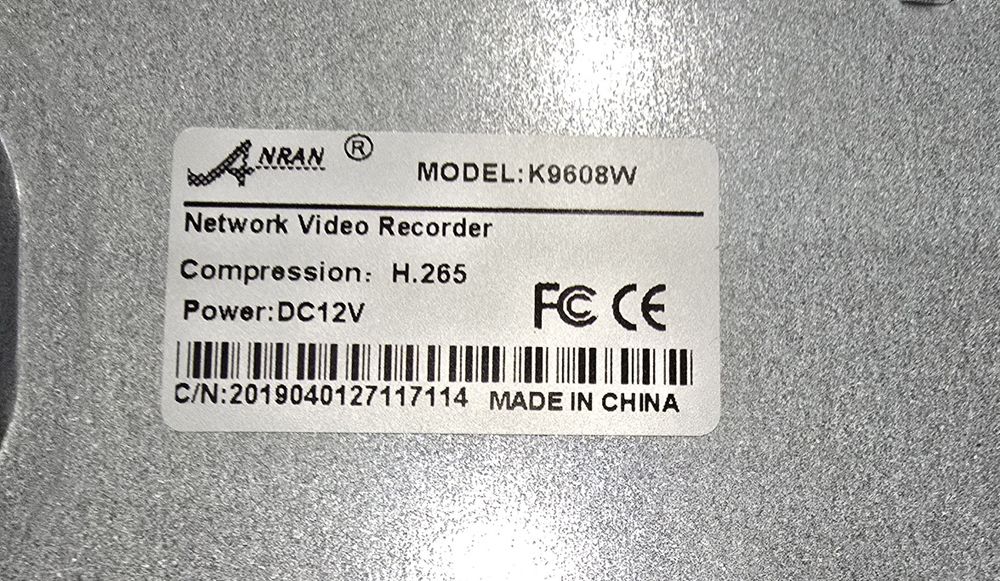 ANRAN ®
MODEL:K9608W
Network Video Recorder
Compression: H.265
Power:DC12V
FC CE
C/N:2019040127117114 MADE IN CHINA